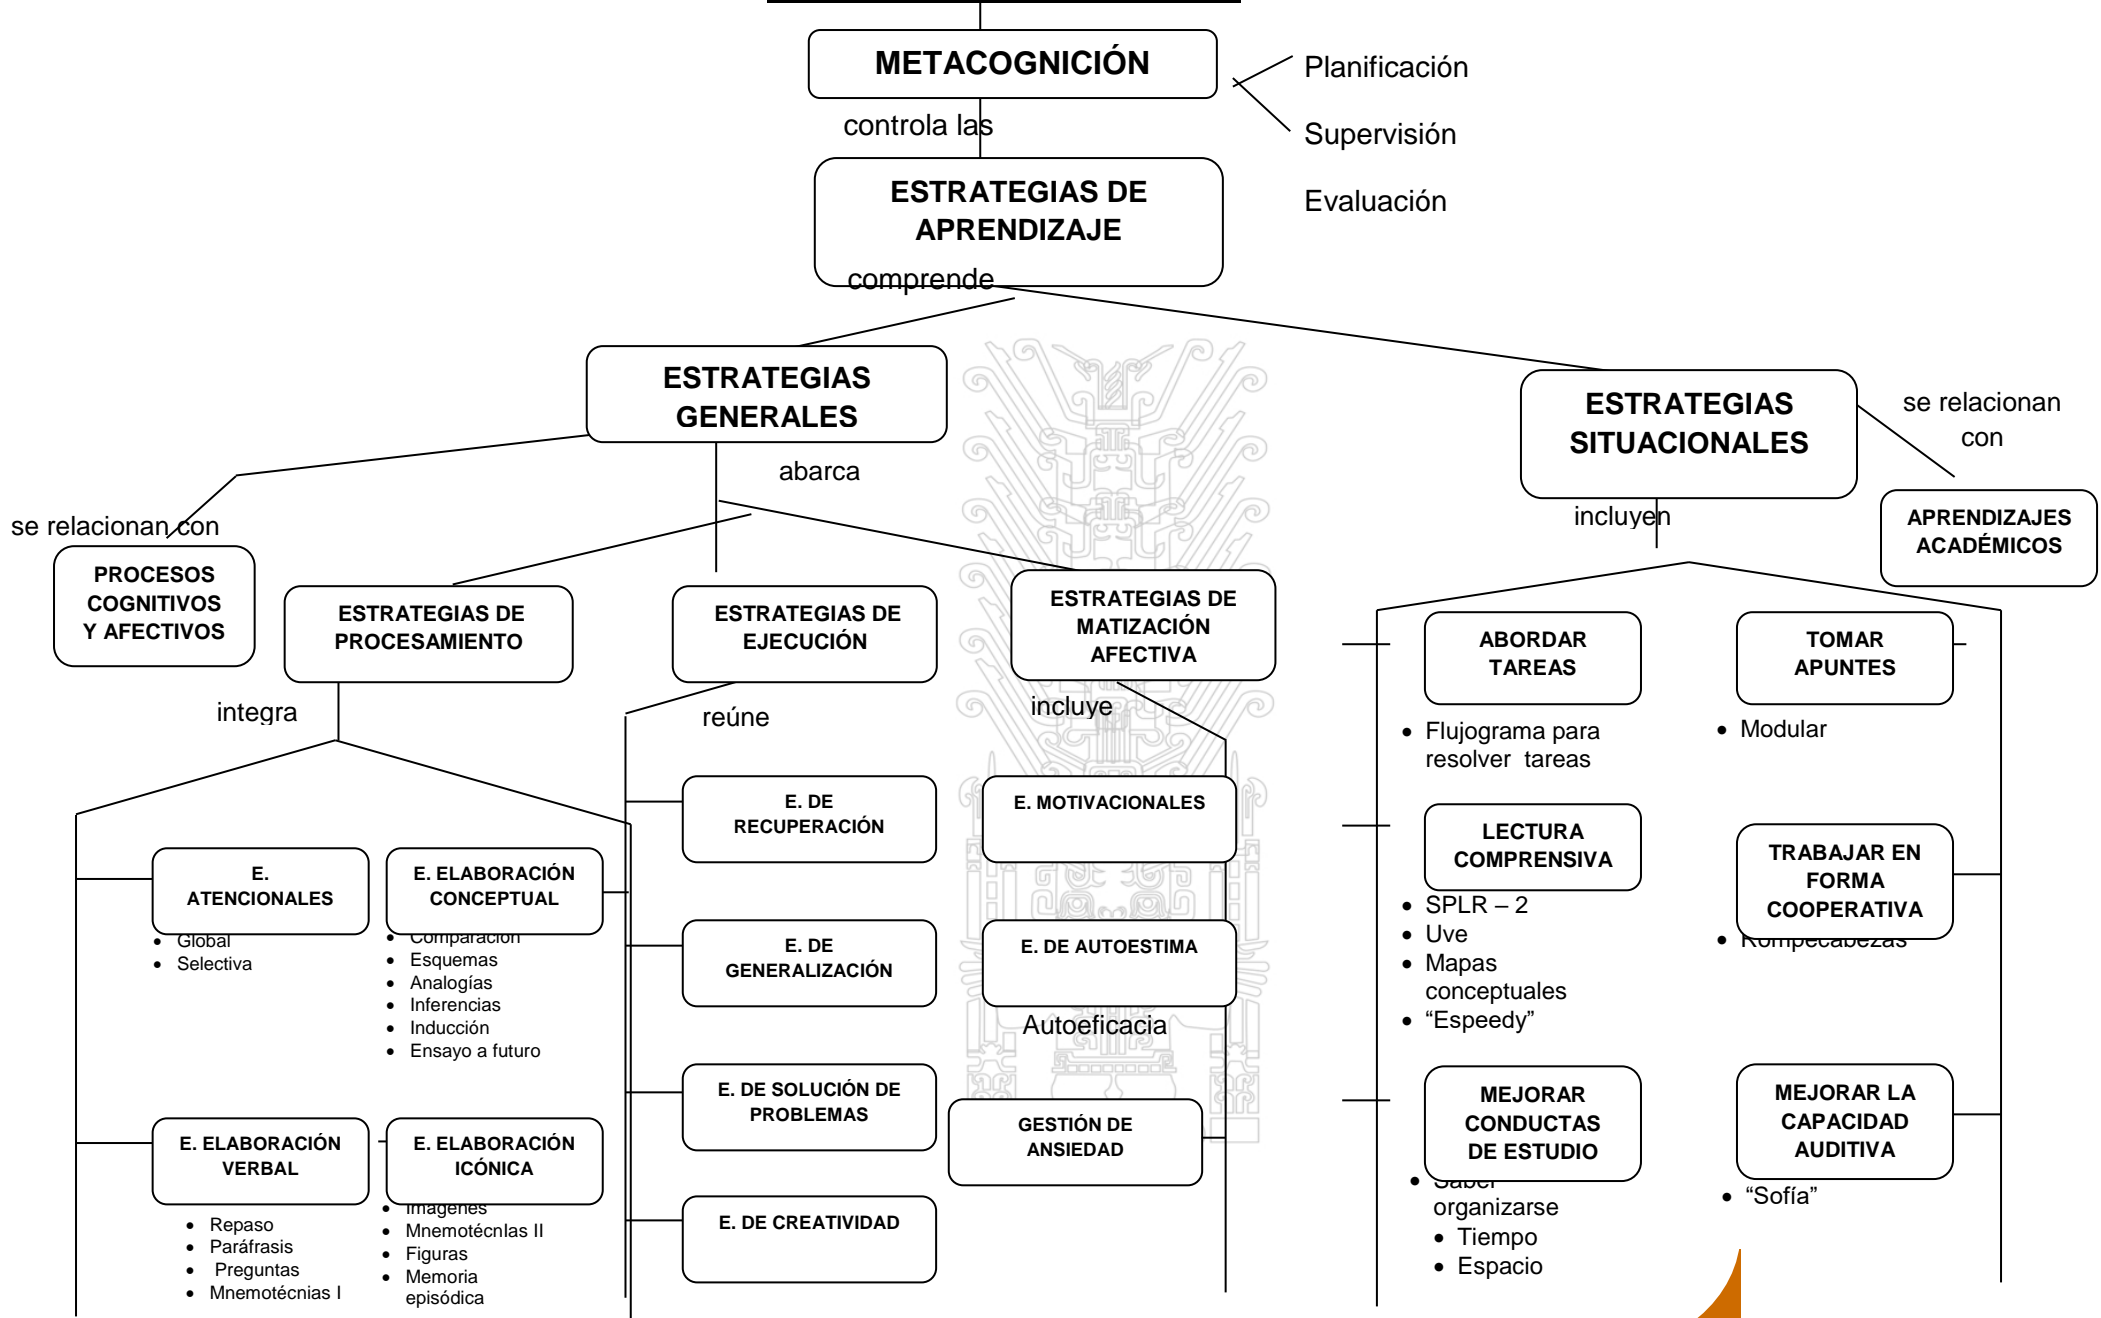 METACOGNICIÓN
Planificación
controla las
Supervisión
ESTRATEGIAS DE
APRENDIZAJE
Evaluación
comprende
ESTRATEGIAS
GENERALES
ESTRATEGIAS
SITUACIONALES
se relacionan
con
abarca
incluyen
APRENDIZAJES
ACADÉMICOS
se relacionan con
PROCESOS
COGNITIVOS
Y AFECTIVOS
ESTRATEGIAS DE
PROCESAMIENTO
ESTRATEGIAS DE
EJECUCIÓN
ESTRATEGIAS DE
MATIZACIÓN
AFECTIVA
integra
reúne
incluye
E.
ATENCIONALES
• Global
• Selectiva
E. ELABORACIÓN
CONCEPTUAL
• Comparación
• Esquemas
• Analogías
• Inferencias
• Inducción
• Ensayo a futuro
E. ELABORACIÓN
VERBAL
• Repaso
• Paráfrasis
• Preguntas
• Mnemotécnias I
E. ELABORACIÓN
ICÓNICA
• Imágenes
• MnemotécnIas II
• Figuras
• Memoria
episódica
E. DE
RECUPERACIÓN
E. DE
GENERALIZACIÓN
E. DE SOLUCIÓN DE
PROBLEMAS
E. DE CREATIVIDAD
E. MOTIVACIONALES
E. DE AUTOESTIMA
Autoeficacia
GESTIÓN DE
ANSIEDAD
ABORDAR
TAREAS
• Flujograma para
resolver tareas
LECTURA
COMPRENSIVA
• SPLR – 2
• Uve
• Mapas
conceptuales
• “Espeedy”
MEJORAR
CONDUCTAS
DE ESTUDIO
• Saber
organizarse
• Tiempo
• Espacio
TOMAR
APUNTES
• Modular
TRABAJAR EN
FORMA
COOPERATIVA
• Rompecabezas
MEJORAR LA
CAPACIDAD
AUDITIVA
• “Sofía”